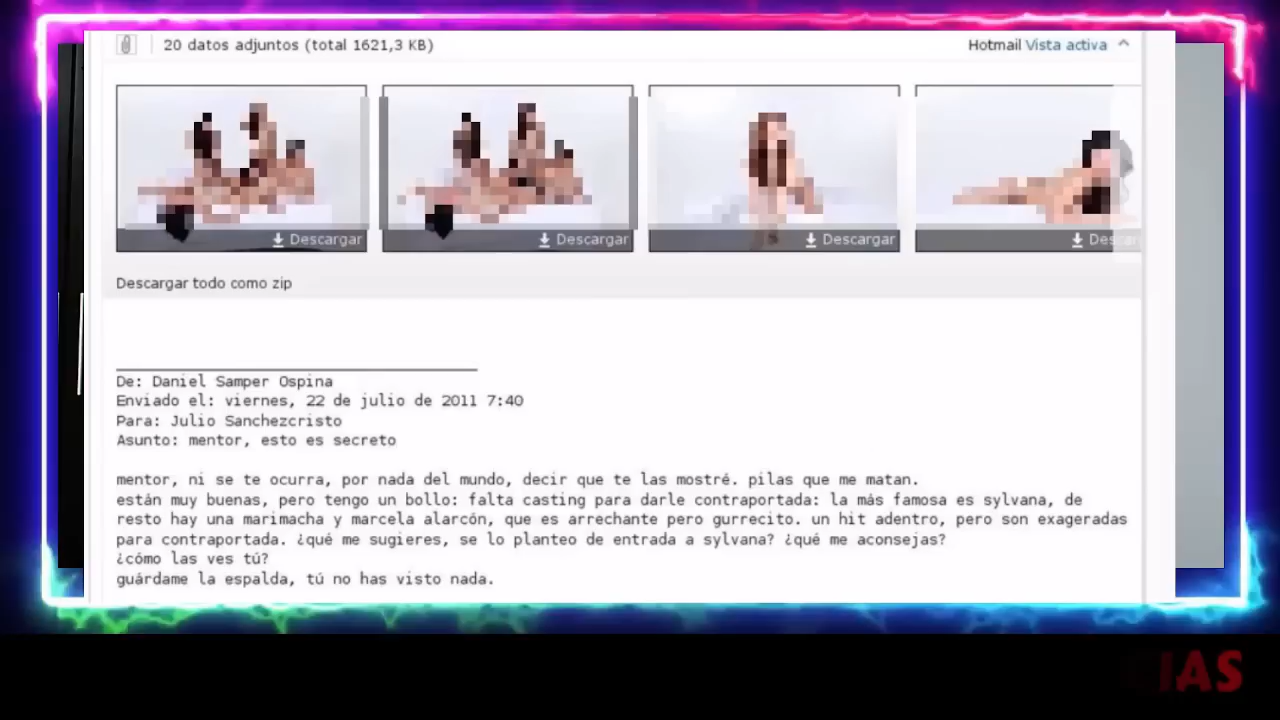 20 datos adjuntos (total 1621,3 KB)
Hotmail Vista activa
Descargar
Descargar
Descargar
Descar
Descargar todo como zip
De: Daniel Samper Ospina
Enviado el: viernes, 22 de julio de 2011 7:40
Para: Julio Sanchezcristo
Asunto: mentor, esto es secreto
mentor, ni se te ocurra, por nada del mundo, decir que te las mostré. pilas que me matan.
están muy buenas, pero tengo un bollo: falta casting para darle contraportada: la más famosa es sylvana, de
resto hay una marimacha y marcela alarcón, que es arrechante pero gurrecito. un hit adentro, pero son exageradas
para contraportada. ¿qué me sugieres, se lo planteo de entrada a sylvana? ¿qué me aconsejas?
¿cómo las ves tú?
guárdame la espalda, tú no has visto nada.
IAS